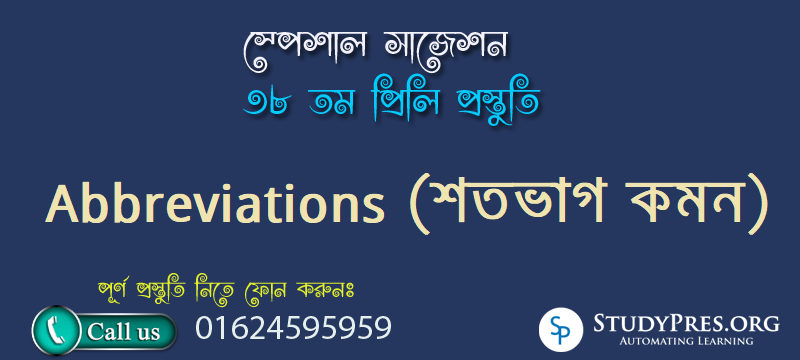 স্পেশাল সাজেশন
৩৮ তম প্রিলি প্রস্তুতি
Abbreviations (শতভাগ কমন)
পূর্ণ প্রস্তুতি নিতে ফোন করুনঃ
Call us 01624595959
SP STUDYPRES.ORG
AUTOMATING LEARNING